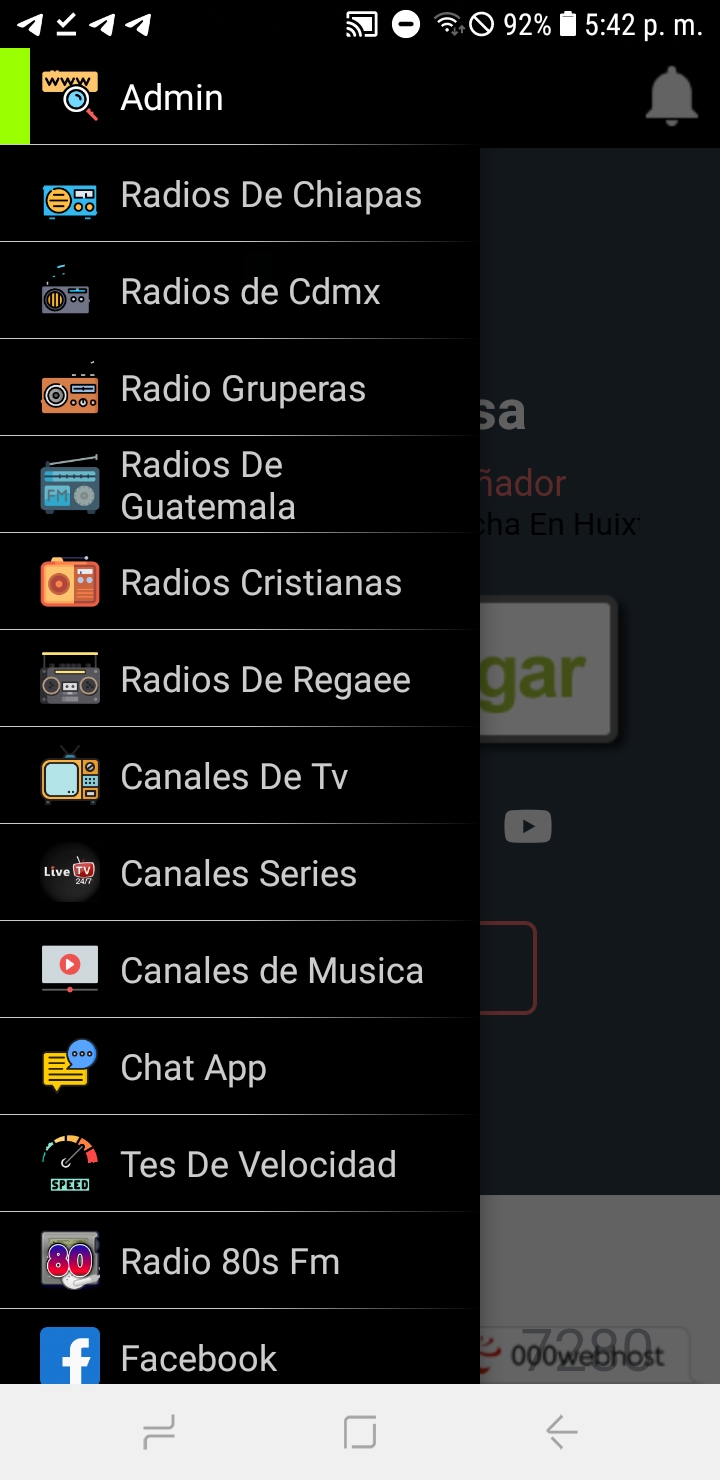 92% 5:42 p. m.
www
Admin
Radios De Chiapas
Radios de Cdmx
Radio Gruperas
sa
Radios De
Guatemala
FM
ñador
cha En Huix
Radios Cristianas
Radios De Regaee
gar
Canales De Tv
Live TV
24/7
Canales Series
Canales de Musica
Chat App
SPEED
Tes De Velocidad
80
Radio 80s Fm
Facebook
7280
000webhost